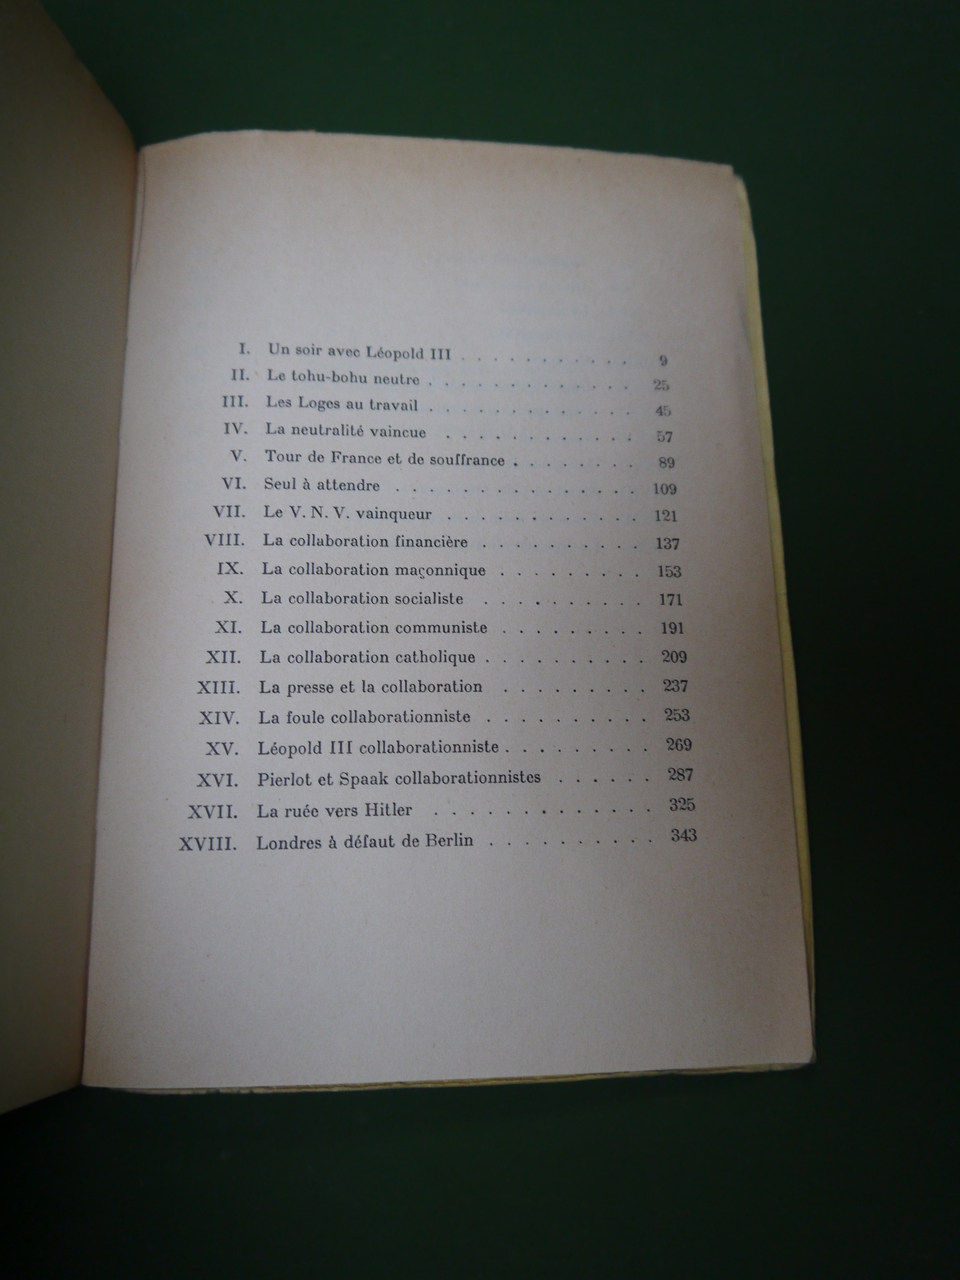 I. Un soir avec Léopold III . . . . . . . . . . . 9
II. Le tohu-bohu neutre . . . . . . . . . . . . . 25
III. Les Loges au travail . . . . . . . . . . . . . 45
IV. La neutralité vaincue . . . . . . . . . . . . 57
V. Tour de France et de souffrance . . . . . . . . 89
VI. Seul à attendre . . . . . . . . . . . . . . . 109
VII. Le V. N. V. vainqueur . . . . . . . . . . . . 121
VIII. La collaboration financière . . . . . . . . . . 137
IX. La collaboration maçonnique . . . . . . . . . 153
X. La collaboration socialiste . . . . . . . . . . 171
XI. La collaboration communiste . . . . . . . . . 191
XII. La collaboration catholique . . . . . . . . . . 209
XIII. La presse et la collaboration . . . . . . . . . 237
XIV. La foule collaborationniste . . . . . . . . . . 253
XV. Léopold III collaborationniste . . . . . . . . . 269
XVI. Pierlot et Spaak collaborationnistes . . . . . . 287
XVII. La ruée vers Hitler . . . . . . . . . . . . . 325
XVIII. Londres à défaut de Berlin . . . . . . . . . . 343